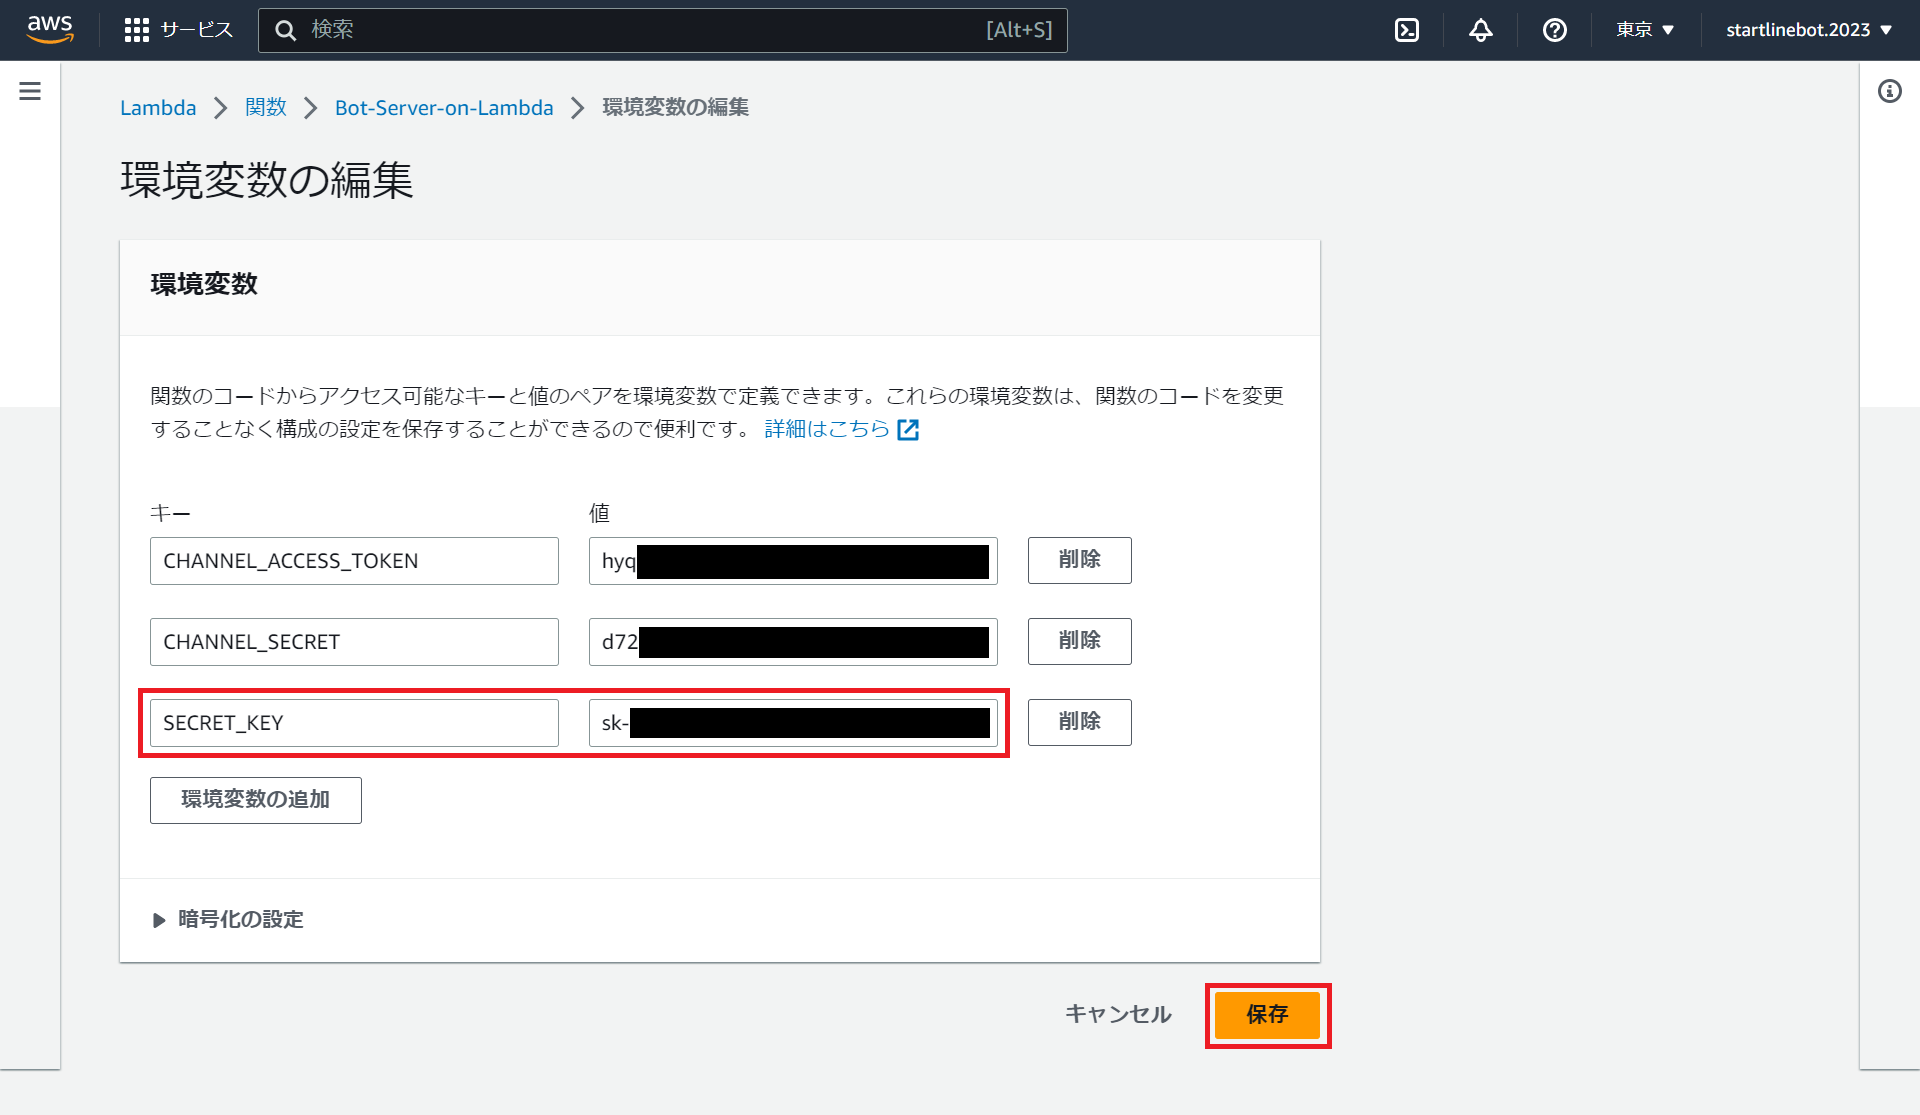 aws サービス 検索 [Alt+S] 東京 ▼ startlinebot.2023 ▼
Lambda > 関数 > Bot-Server-on-Lambda > 環境変数の編集
環境変数の編集
環境変数
関数のコードからアクセス可能なキーと値のペアを環境変数で定義できます。これらの環境変数は、関数のコードを変更
することなく構成の設定を保存することができるので便利です。 詳細はこちら
キー 値
CHANNEL_ACCESS_TOKEN hyq 削除
CHANNEL_SECRET d72 削除
SECRET_KEY sk- 削除
環境変数の追加
▶ 暗号化の設定
キャンセル 保存